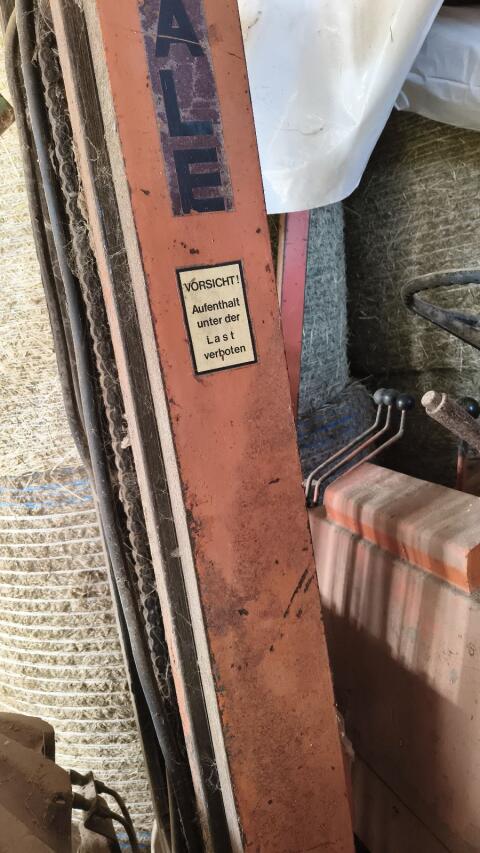 ALE
VORSICHT!
Aufenthalt
unter der
Last
verboten